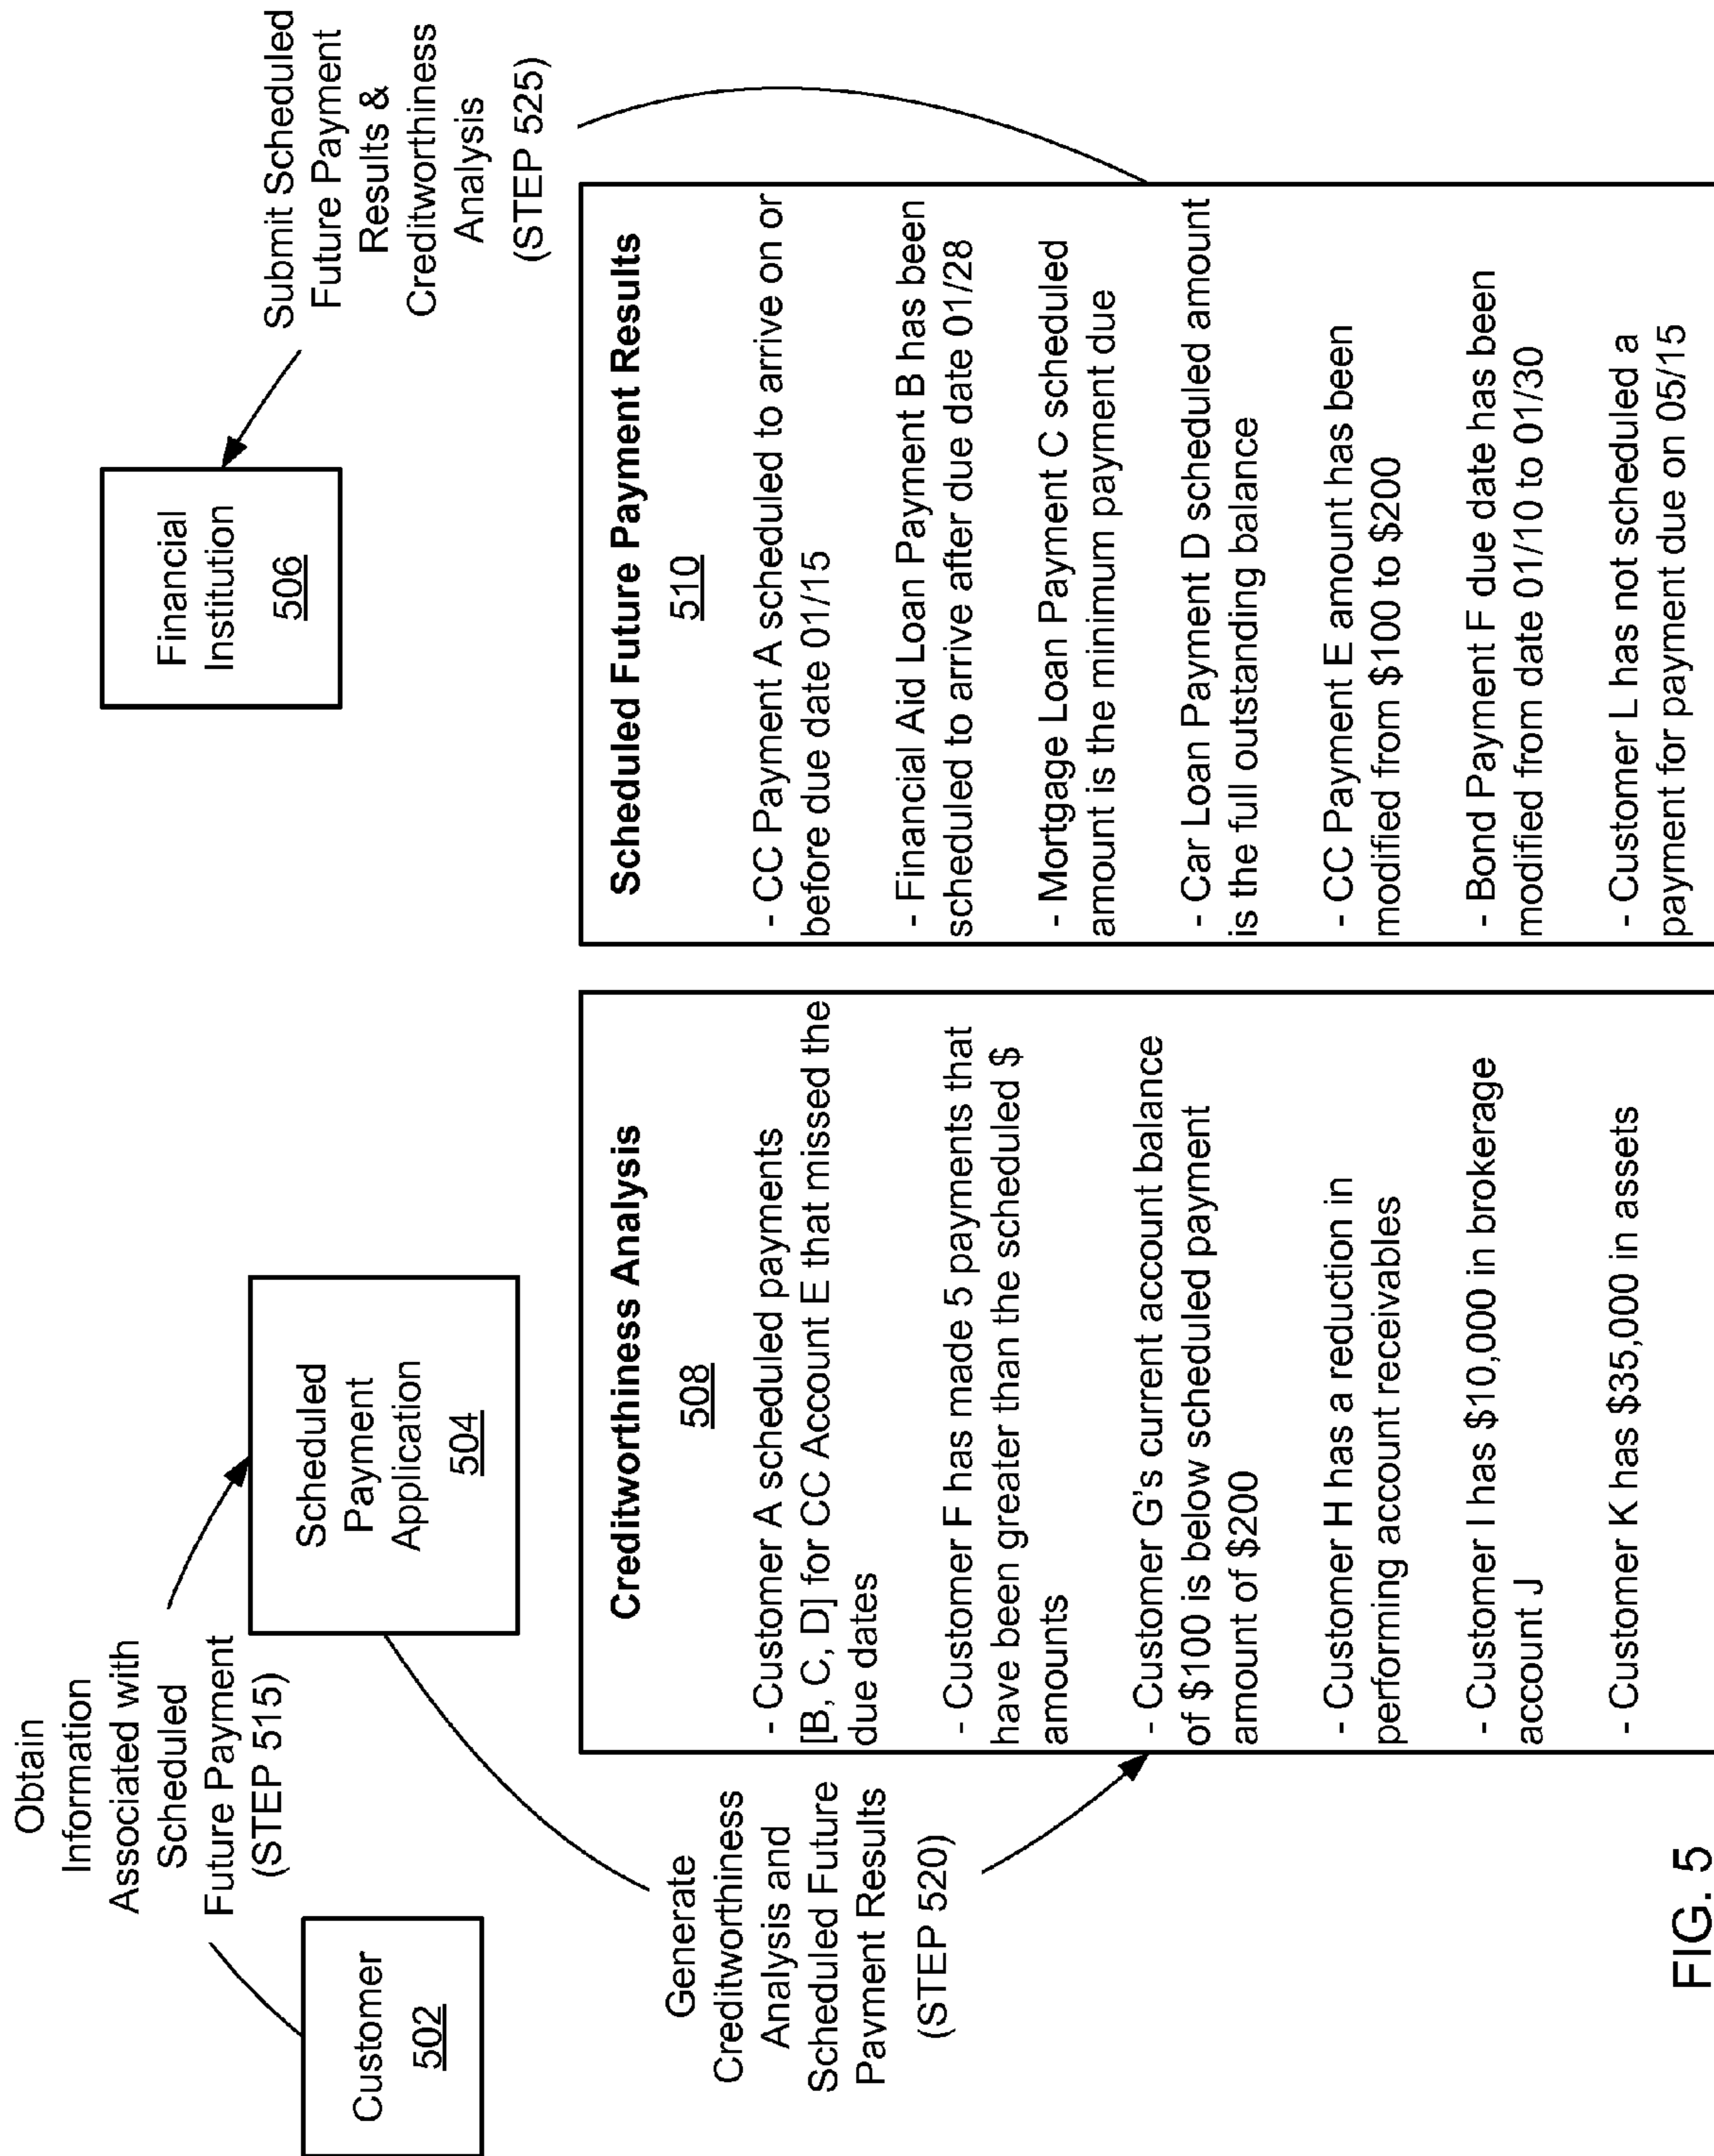 Obtain
Information
Associated with
Scheduled
Future Payment
(STEP 515)
Customer
502
Scheduled
Payment
Application
504
Financial
Institution
506
Submit Scheduled
Future Payment
Results &
Creditworthiness
Analysis
(STEP 525)
Generate
Creditworthiness
Analysis and
Scheduled Future
Payment Results
(STEP 520)
Creditworthiness Analysis
508
- Customer A scheduled payments
[B, C, D] for CC Account E that missed the
due dates
- Customer F has made 5 payments that
have been greater than the scheduled $
amounts
- Customer G's current account balance
of $100 is below scheduled payment
amount of $200
- Customer H has a reduction in
performing account receivables
- Customer I has $10,000 in brokerage
account J
- Customer K has $35,000 in assets
Scheduled Future Payment Results
510
- CC Payment A scheduled to arrive on or
before due date 01/15
- Financial Aid Loan Payment B has been
scheduled to arrive after due date 01/28
- Mortgage Loan Payment C scheduled
amount is the minimum payment due
- Car Loan Payment D scheduled amount
is the full outstanding balance
- CC Payment E amount has been
modified from $100 to $200
- Bond Payment F due date has been
modified from date 01/10 to 01/30
- Customer L has not scheduled a
payment for payment due on 05/15
FIG. 5